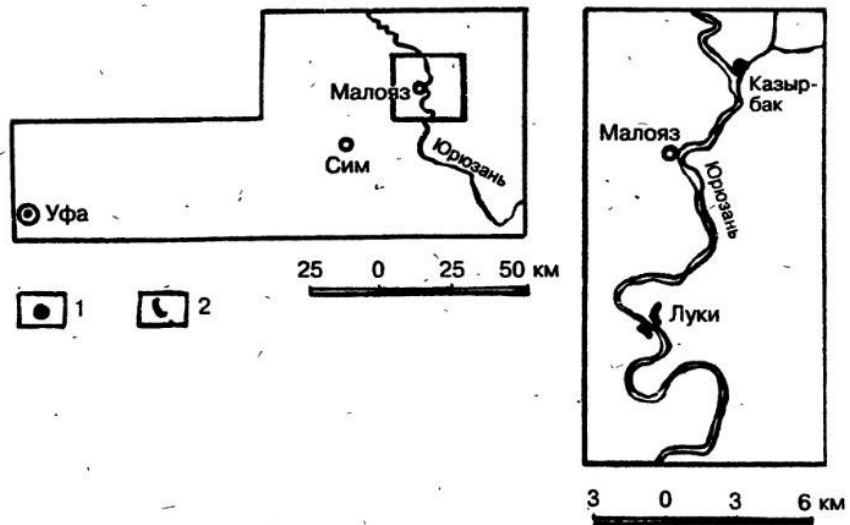 Малояз
Сим
Юрюзань
Уфа
25 0 25 50 км
1
2
Казыр-
бак
Малояз
Юрюзань
Луки
3 0 3 6 км